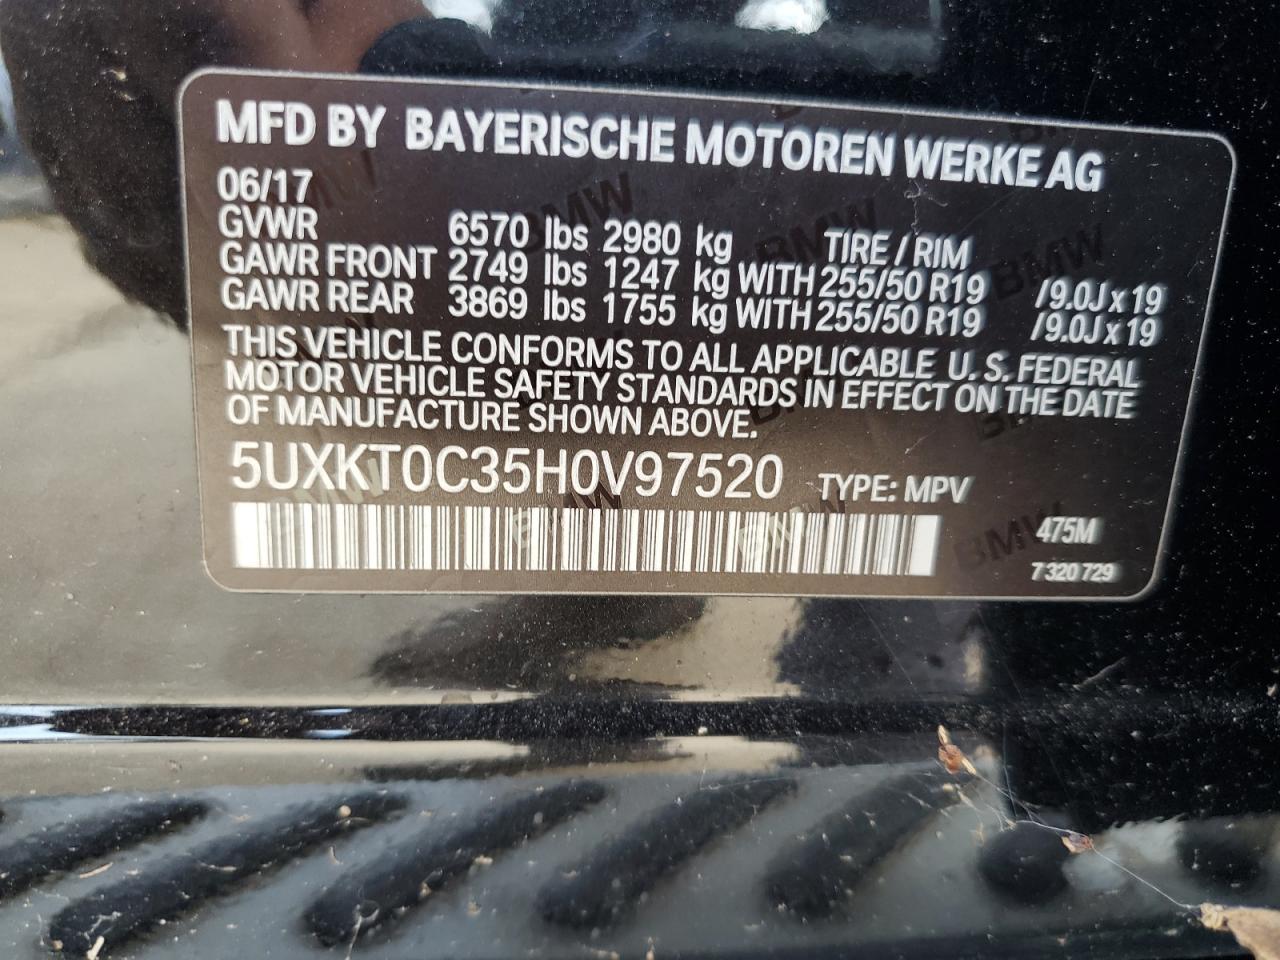 MFD BY BAYERISCHE MOTOREN WERKE AG
06/17
GVWR 6570 lbs 2980 kg TIRE / RIM
GAWR FRONT 2749 lbs 1247 kg WITH 255/50 R19 /9.0J x 19
GAWR REAR 3869 lbs 1755 kg WITH 255/50 R19 /9.0J x 19
THIS VEHICLE CONFORMS TO ALL APPLICABLE U.S. FEDERAL
MOTOR VEHICLE SAFETY STANDARDS IN EFFECT ON THE DATE
OF MANUFACTURE SHOWN ABOVE.
5UXKT0C35H0V97520 TYPE: MPV
475M
7 320 729